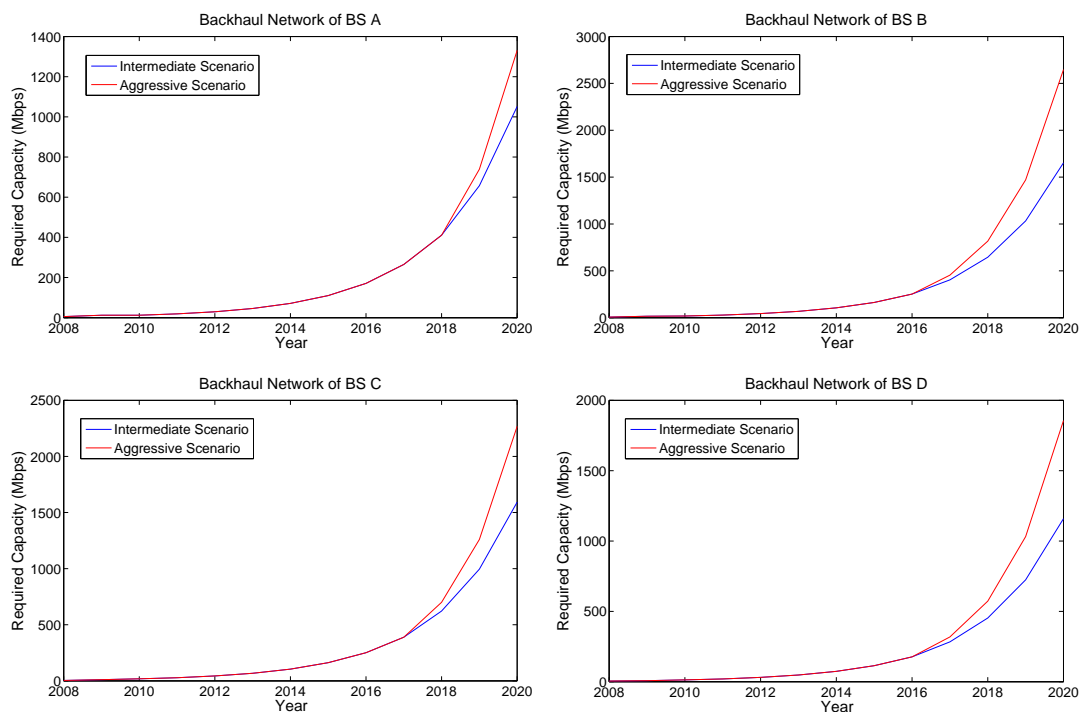 Backhaul Network of BS A
1400
1200
1000
800
600
400
200
0
Required Capacity (Mbps)
Intermediate Scenario
Aggressive Scenario
2008 2010 2012 2014 2016 2018 2020
Year
Backhaul Network of BS B
3000
2500
2000
1500
1000
500
0
Required Capacity (Mbps)
Intermediate Scenario
Aggressive Scenario
2008 2010 2012 2014 2016 2018 2020
Year
Backhaul Network of BS C
2500
2000
1500
1000
500
0
Required Capacity (Mbps)
Intermediate Scenario
Aggressive Scenario
2008 2010 2012 2014 2016 2018 2020
Year
Backhaul Network of BS D
2000
1500
1000
500
0
Required Capacity (Mbps)
Intermediate Scenario
Aggressive Scenario
2008 2010 2012 2014 2016 2018 2020
Year